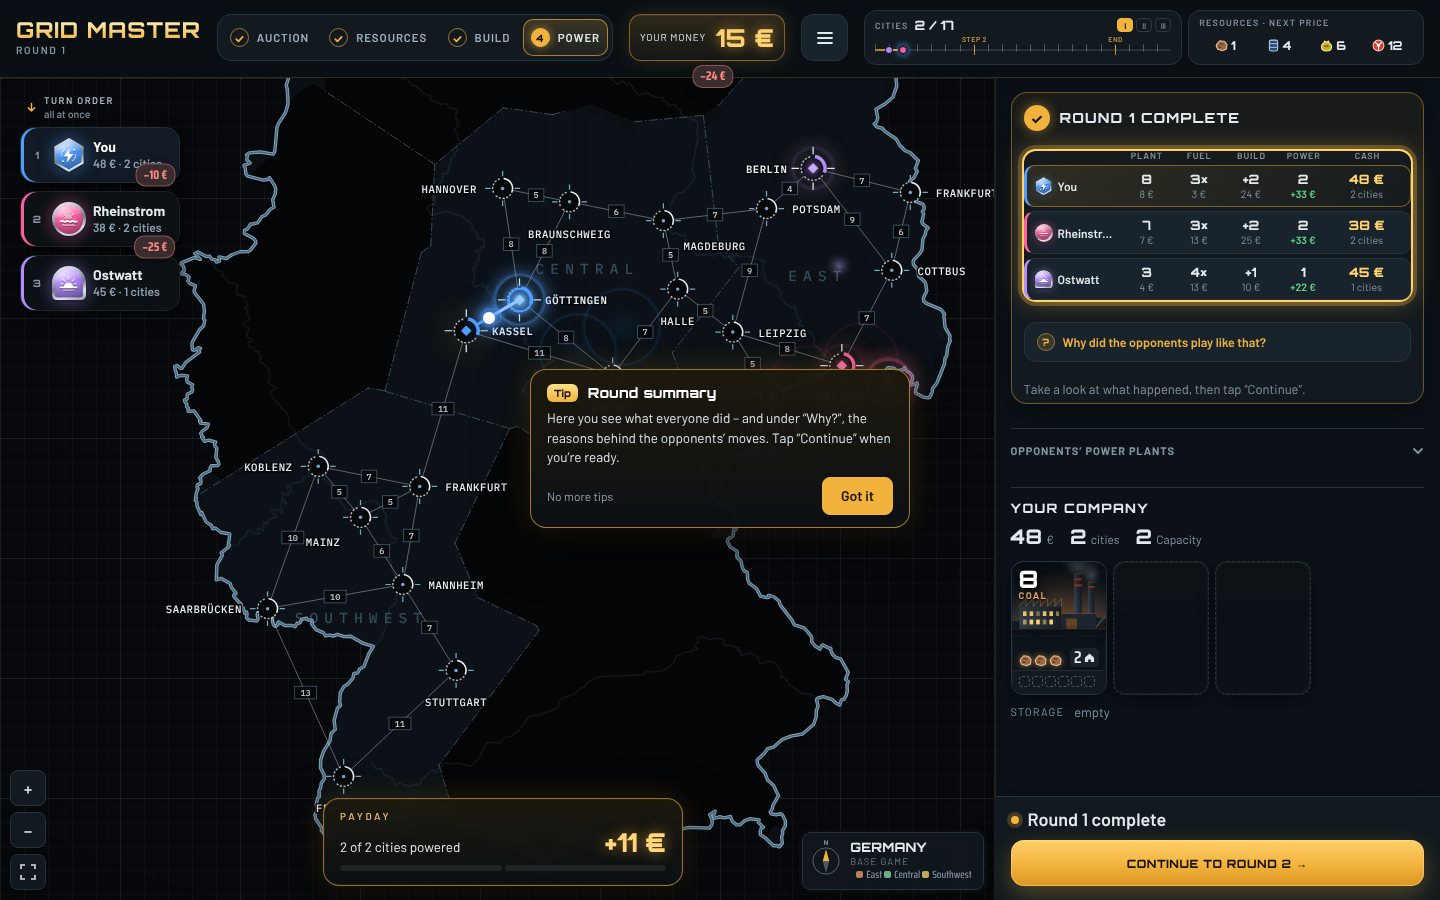 GRID MASTER
ROUND 1
AUCTION
RESOURCES
BUILD
4 POWER
YOUR MONEY 15 €
−24 €
CITIES 2 / 17
I II III
STEP 2
END
RESOURCES · NEXT PRICE
1 4 6 12
TURN ORDER
all at once
1 You
48 € · 2 cities
−10 €
2 Rheinstrom
38 € · 2 cities
−25 €
3 Ostwatt
45 € · 1 cities
HANNOVER
BRAUNSCHWEIG
BERLIN
POTSDAM
FRANKFURT
MAGDEBURG
COTTBUS
CENTRAL
EAST
GÖTTINGEN
HALLE
KASSEL
LEIPZIG
5
6
7
4
7
9
6
8
8
5
9
5
7
7
8
8
11
5
11
KOBLENZ
FRANKFURT
MAINZ
MANNHEIM
SAARBRÜCKEN
SOUTHWEST
STUTTGART
7
5
5
10
6
7
10
7
13
11
Tip Round summary
Here you see what everyone did – and under “Why?”, the
reasons behind the opponents’ moves. Tap “Continue” when
you’re ready.
No more tips
Got it
PAYDAY
2 of 2 cities powered
+11 €
+
−
N
GERMANY
BASE GAME
East Central Southwest
ROUND 1 COMPLETE
PLANT FUEL BUILD POWER CASH
You 8 3x +2 2 48 €
8 € 3 € 24 € +33 € 2 cities
Rheinstr… 7 3x +2 2 38 €
7 € 13 € 25 € +33 € 2 cities
Ostwatt 3 4x +1 1 45 €
4 € 13 € 10 € +22 € 1 cities
? Why did the opponents play like that?
Take a look at what happened, then tap “Continue”.
OPPONENTS’ POWER PLANTS
YOUR COMPANY
48 € 2 cities 2 Capacity
8
COAL
2
STORAGE empty
Round 1 complete
CONTINUE TO ROUND 2 →